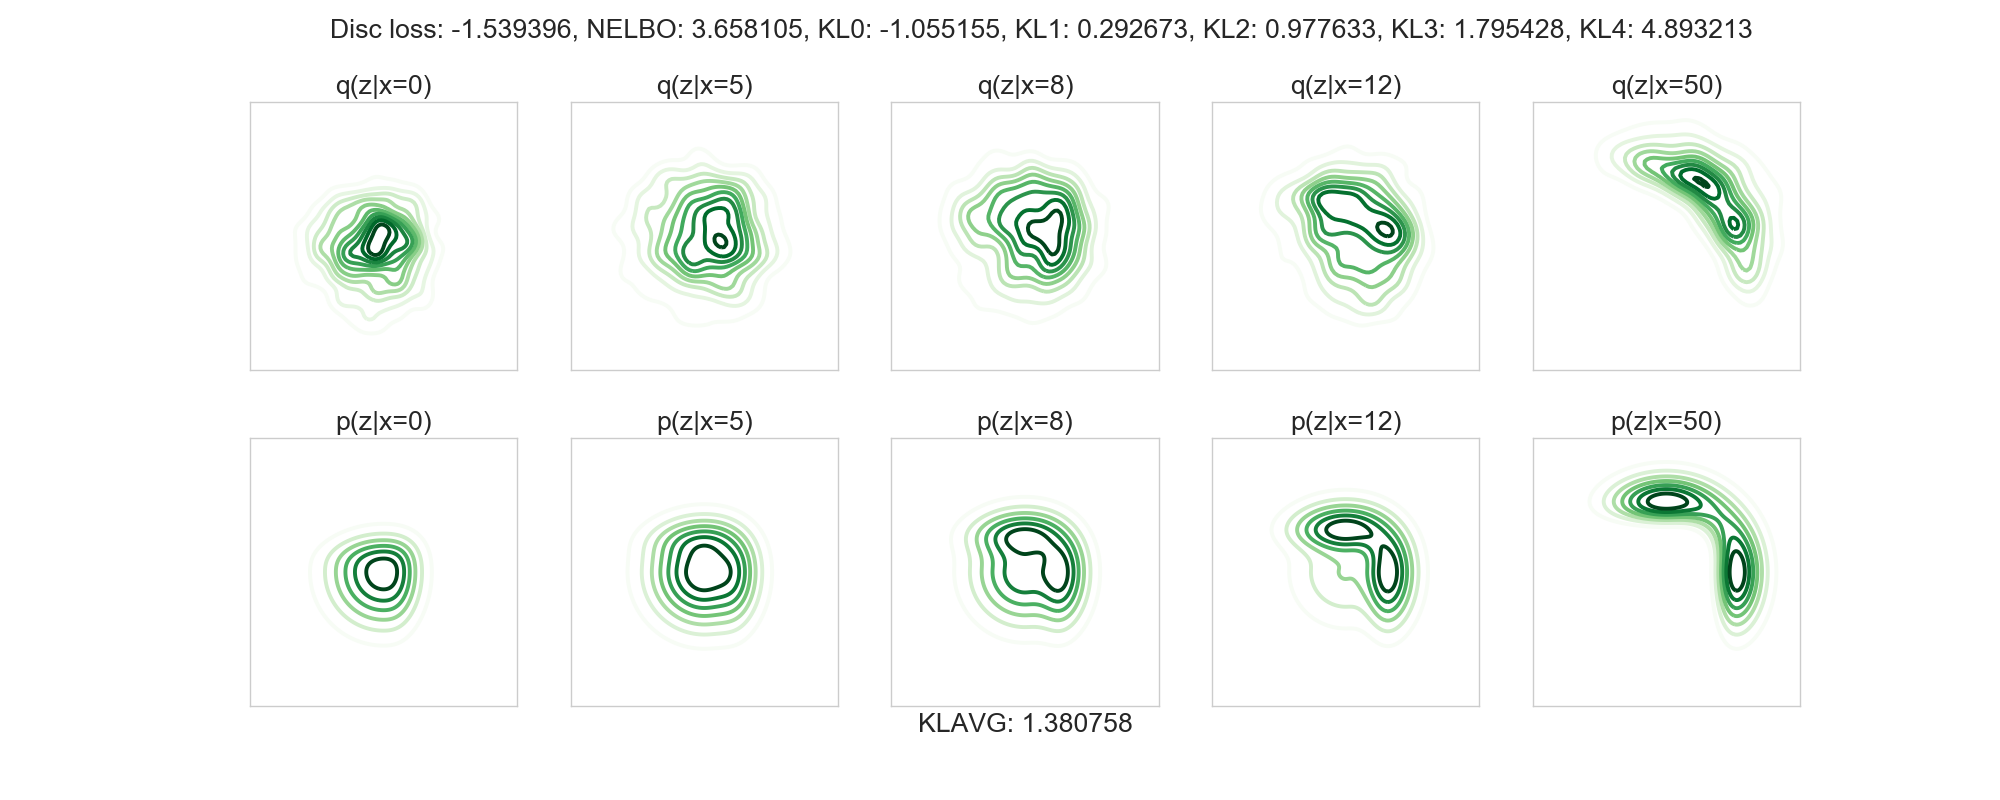 Disc loss: -1.539396, NELBO: 3.658105, KL0: -1.055155, KL1: 0.292673, KL2: 0.977633, KL3: 1.795428, KL4: 4.893213
q(z|x=0) q(z|x=5) q(z|x=8) q(z|x=12) q(z|x=50)
p(z|x=0) p(z|x=5) p(z|x=8) p(z|x=12) p(z|x=50)
KLAVG: 1.380758